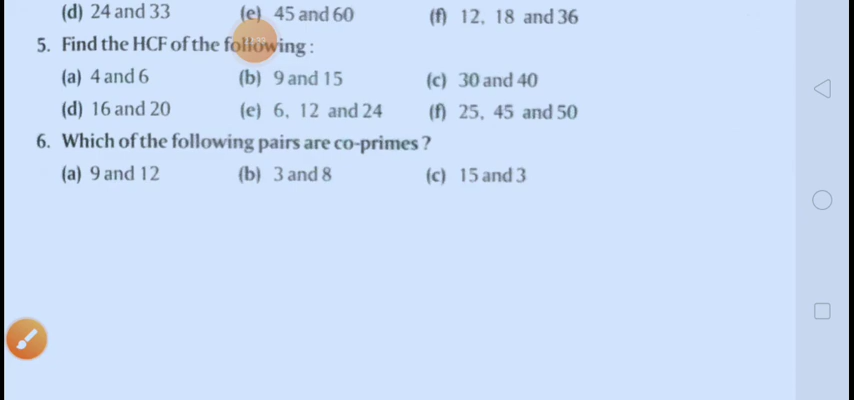 (d) 24 and 33 (e) 45 and 60 (f) 12, 18 and 36
5. Find the HCF of the following :
(a) 4 and 6 (b) 9 and 15 (c) 30 and 40
(d) 16 and 20 (e) 6, 12 and 24 (f) 25, 45 and 50
6. Which of the following pairs are co-primes ?
(a) 9 and 12 (b) 3 and 8 (c) 15 and 3